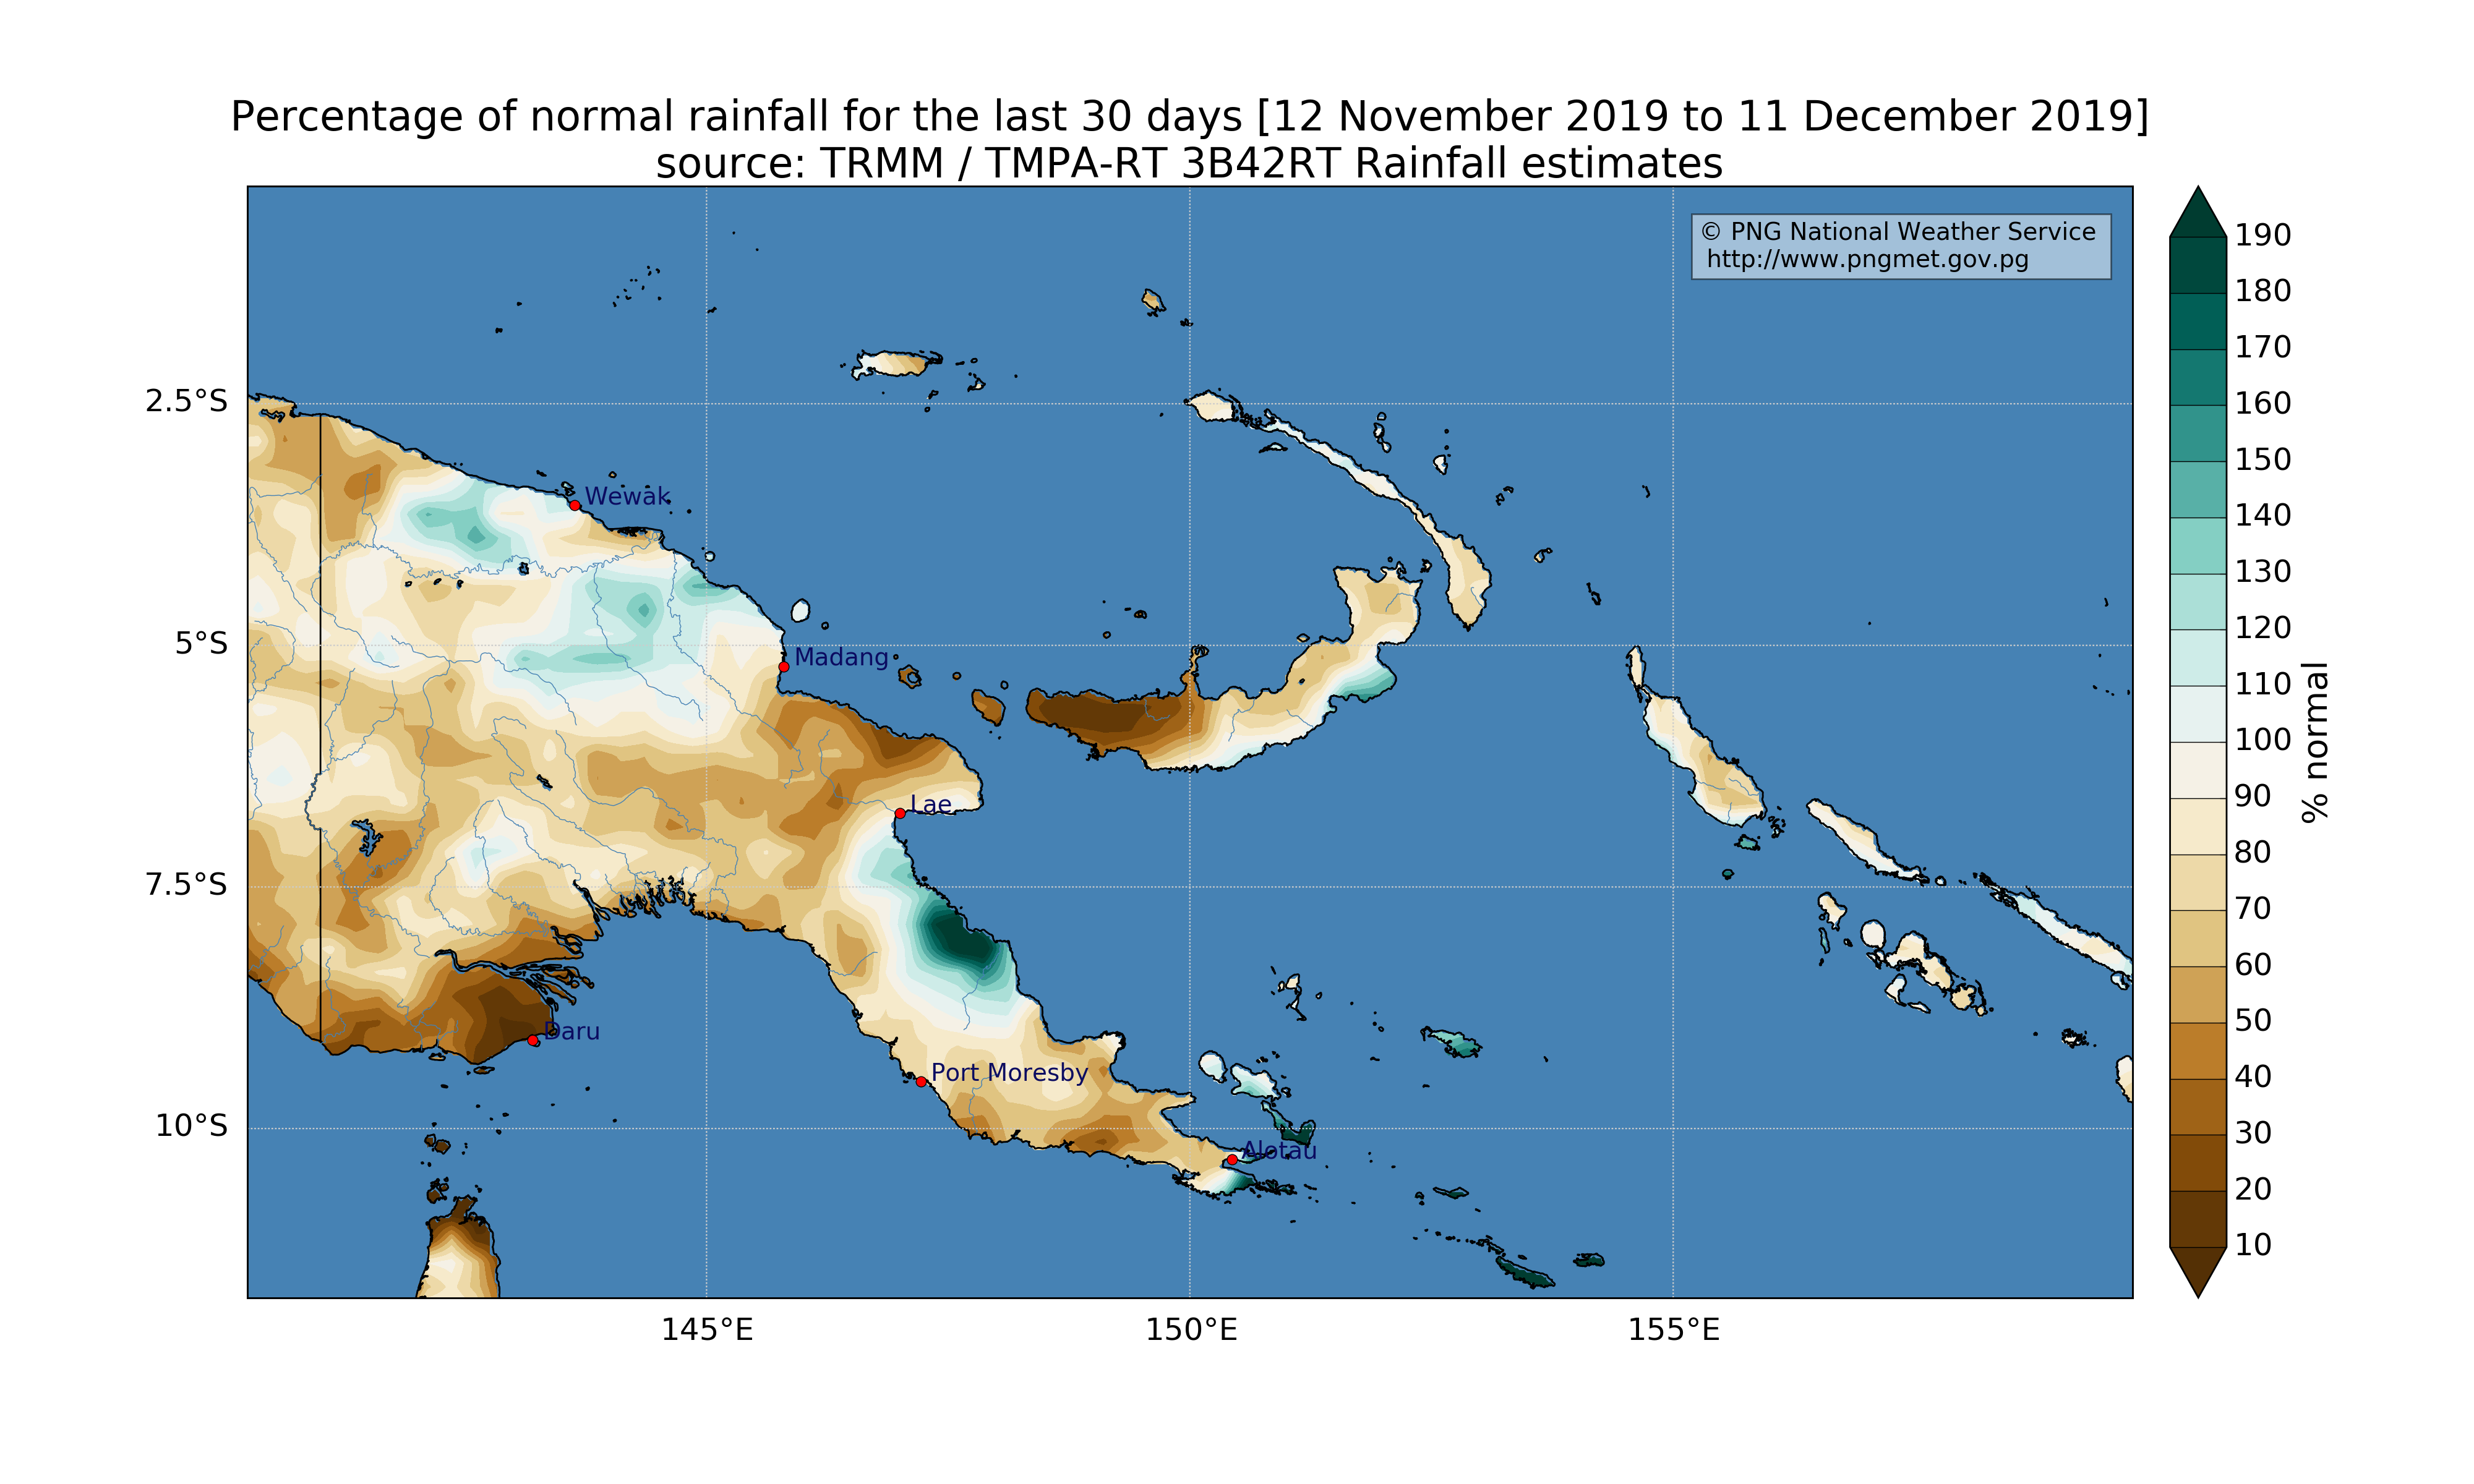 Percentage of normal rainfall for the last 30 days [12 November 2019 to 11 December 2019]
source: TRMM / TMPA-RT 3B42RT Rainfall estimates
© PNG National Weather Service
http://www.pngmet.gov.pg
190
180
170
160
150
140
130
120
110
100
90
80
70
60
50
40
30
20
10
% normal
2.5°S
5°S
7.5°S
10°S
Wewak
Madang
Lae
Daru
Port Moresby
Alotau
145°E
150°E
155°E